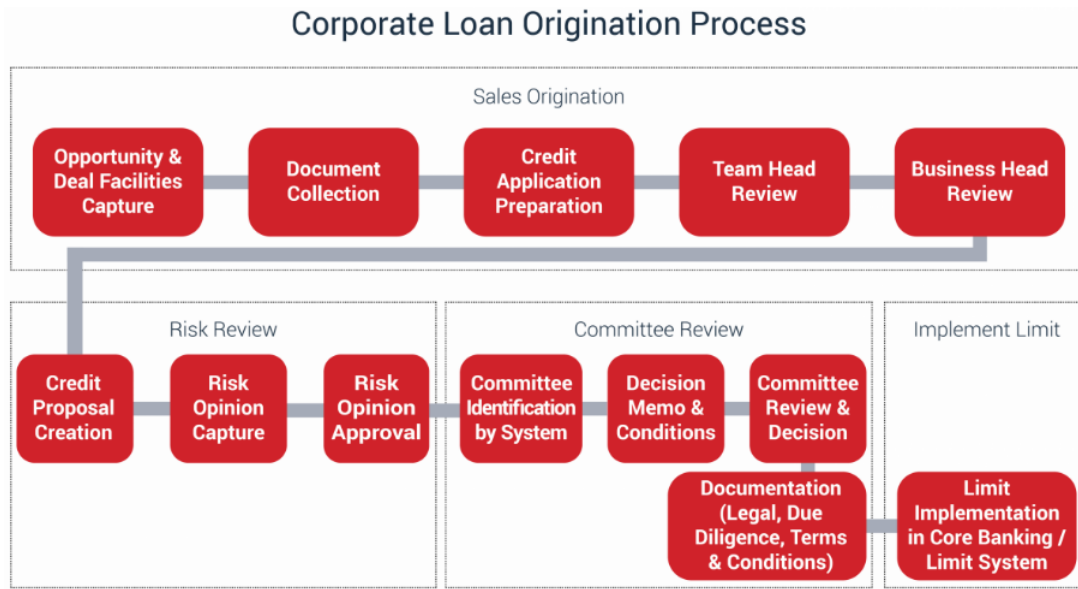 Corporate Loan Origination Process
Sales Origination
Opportunity &
Deal Facilities
Capture
Document
Collection
Credit
Application
Preparation
Team Head
Review
Business Head
Review
Risk Review
Credit
Proposal
Creation
Risk
Opinion
Capture
Risk
Opinion
Approval
Committee Review
Committee
Identification
by System
Decision
Memo &
Conditions
Committee
Review &
Decision
Documentation
(Legal, Due
Diligence, Terms
& Conditions)
Implement Limit
Limit
Implementation
in Core Banking /
Limit System